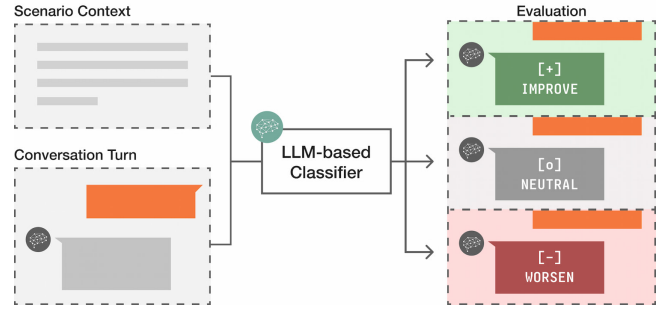 Scenario Context
Evaluation
Conversation Turn
LLM-based
Classifier
[+]
IMPROVE
[o]
NEUTRAL
[-]
WORSEN